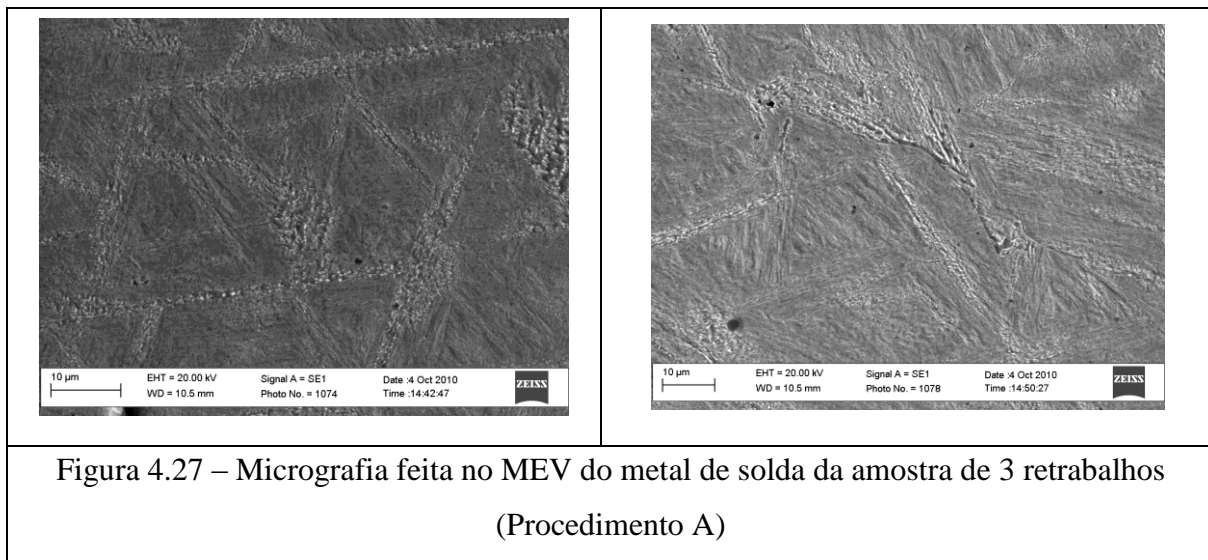 10 µm
EHT = 20.00 kV
WD = 10.5 mm
Signal A = SE1
Photo No. = 1074
Date :4 Oct 2010
Time :14:42:47
ZEISS
10 µm
EHT = 20.00 kV
WD = 10.5 mm
Signal A = SE1
Photo No. = 1078
Date :4 Oct 2010
Time :14:50:27
ZEISS
Figura 4.27 – Micrografia feita no MEV do metal de solda da amostra de 3 retrabalhos
(Procedimento A)